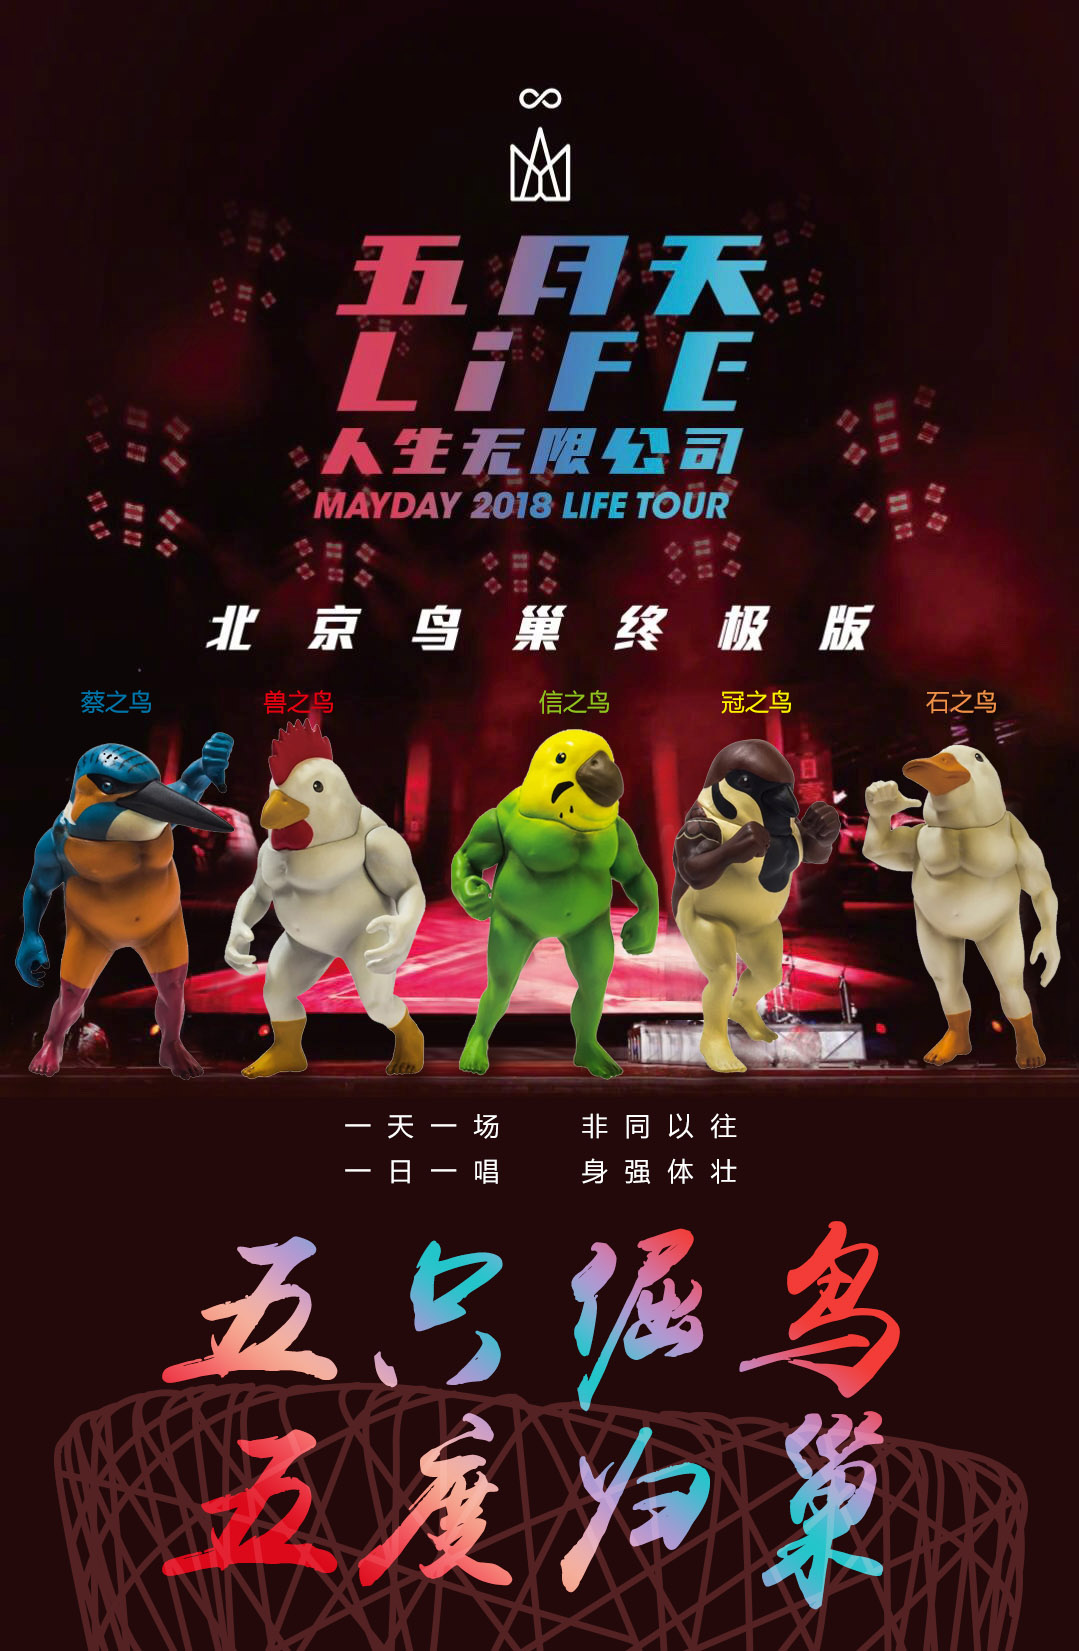 五月天
LiFE
人生无限公司
MAYDAY 2018 LIFE TOUR
北京鸟巢终极版
蔡之鸟 兽之鸟 信之鸟 冠之鸟 石之鸟
一天一场 非同以往
一日一唱 身强体壮
五只倔鸟
五度归巢